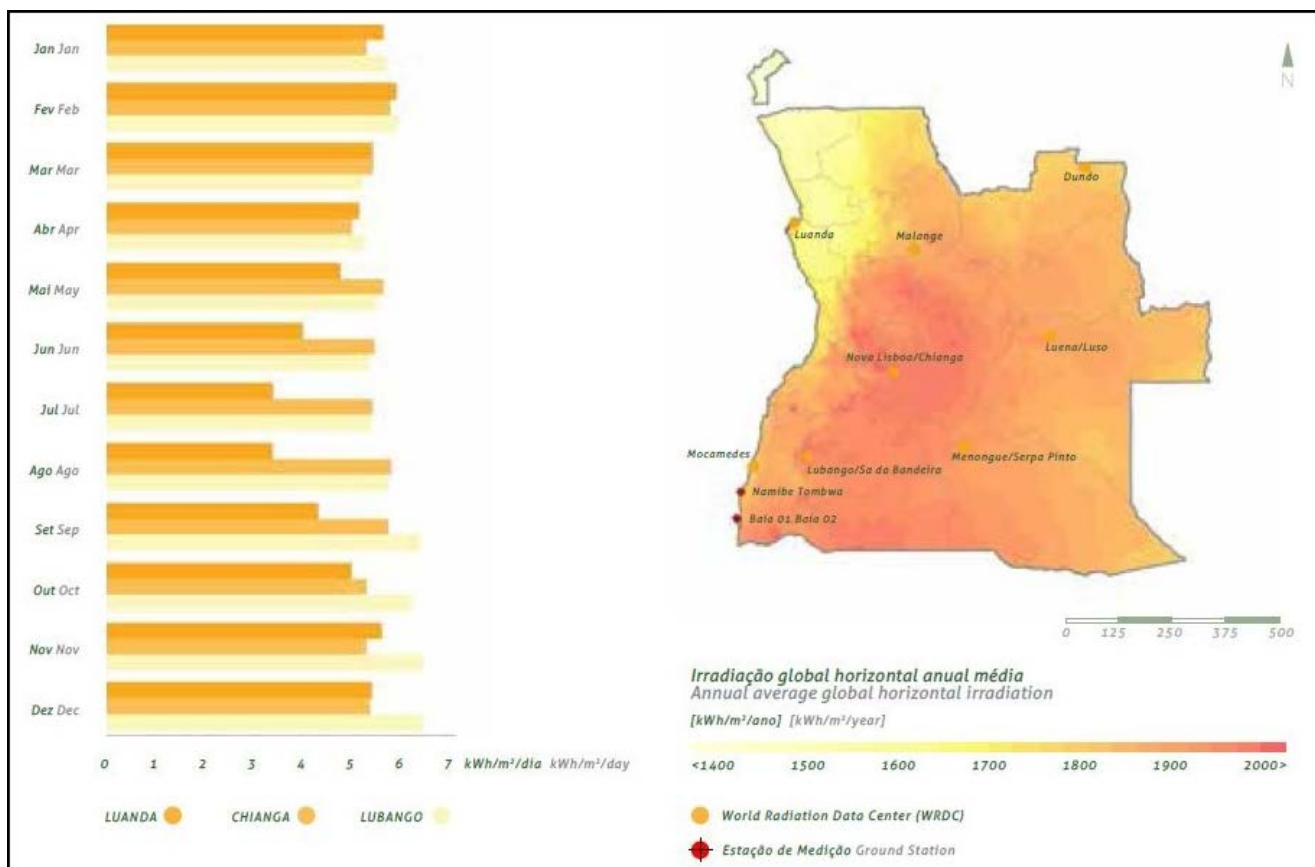 Jan Jan
Fev Feb
Mar Mar
Abr Apr
Mai May
Jun Jun
Jul Jul
Ago Ago
Set Sep
Out Oct
Nov Nov
Dez Dec
0 1 2 3 4 5 6 7 kWh/m²/dia kWh/m²/day
LUANDA CHIANGA LUBANGO
N
Dundo
Luanda
Malange
Luena/Luso
Nova Lisboa/Chianga
Mocamedes
Lubango/Sa da Bandeira
Menongue/Serpa Pinto
Namibe Tombwa
Baia 01 Baia 02
0 125 250 375 500
Irradiação global horizontal anual média
Annual average global horizontal irradiation
[kWh/m²/ano] [kWh/m²/year]
<1400 1500 1600 1700 1800 1900 2000>
World Radiation Data Center (WRDC)
Estação de Medição Ground Station